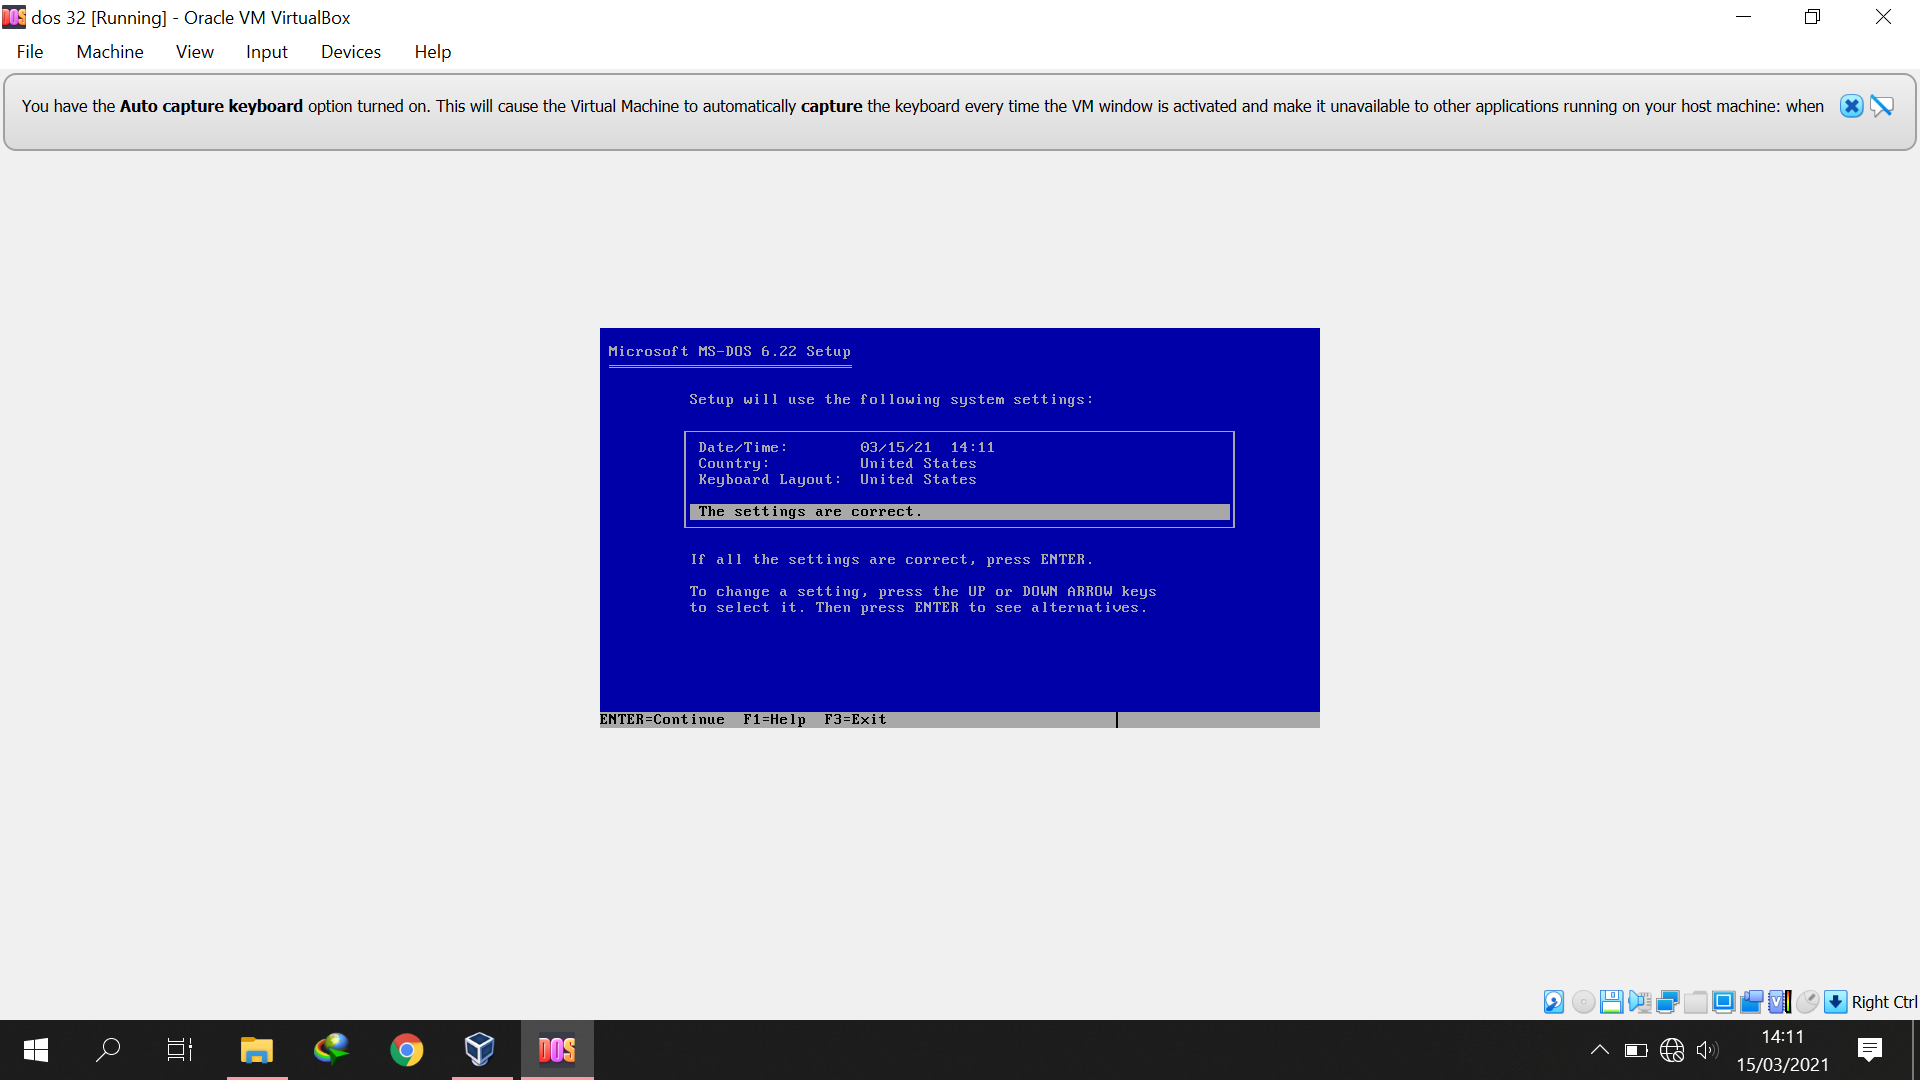 DOS dos 32 [Running] - Oracle VM VirtualBox
File Machine View Input Devices Help
You have the Auto capture keyboard option turned on. This will cause the Virtual Machine to automatically capture the keyboard every time the VM window is activated and make it unavailable to other applications running on your host machine: when
Microsoft MS-DOS 6.22 Setup
Setup will use the following system settings:
Date/Time: 03/15/21 14:11
Country: United States
Keyboard Layout: United States
The settings are correct.
If all the settings are correct, press ENTER.
To change a setting, press the UP or DOWN ARROW keys
to select it. Then press ENTER to see alternatives.
ENTER=Continue F1=Help F3=Exit
V
Right Ctrl
DOS
14:11
15/03/2021